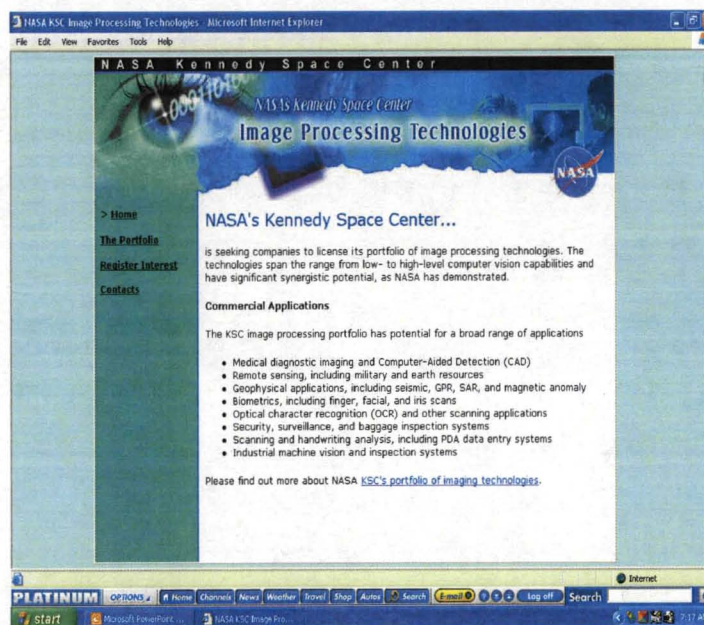 NASA KSC Image Processing Technologies - Microsoft Internet Explorer
File Edit View Favorites Tools Help
NASA Kennedy Space Center
00011010
NASA's Kennedy Space Center
Image Processing Technologies
NASA
> Home
The Portfolio
Register Interest
Contacts
NASA's Kennedy Space Center...
is seeking companies to license its portfolio of image processing technologies. The
technologies span the range from low- to high-level computer vision capabilities and
have significant synergistic potential, as NASA has demonstrated.
Commercial Applications
The KSC image processing portfolio has potential for a broad range of applications
• Medical diagnostic imaging and Computer-Aided Detection (CAD)
• Remote sensing, including military and earth resources
• Geophysical applications, including seismic, GPR, SAR, and magnetic anomaly
• Biometrics, including finger, facial, and iris scans
• Optical character recognition (OCR) and other scanning applications
• Security, surveillance, and baggage inspection systems
• Scanning and handwriting analysis, including PDA data entry systems
• Industrial machine vision and inspection systems
Please find out more about NASA KSC's portfolio of imaging technologies.
Internet
PLATINUM OPTIONS Home Channels News Weather Travel Shop Autos Search E-mail Log off Search
start Microsoft PowerPoint ... NASA KSC Image Pro... 7:17 AM